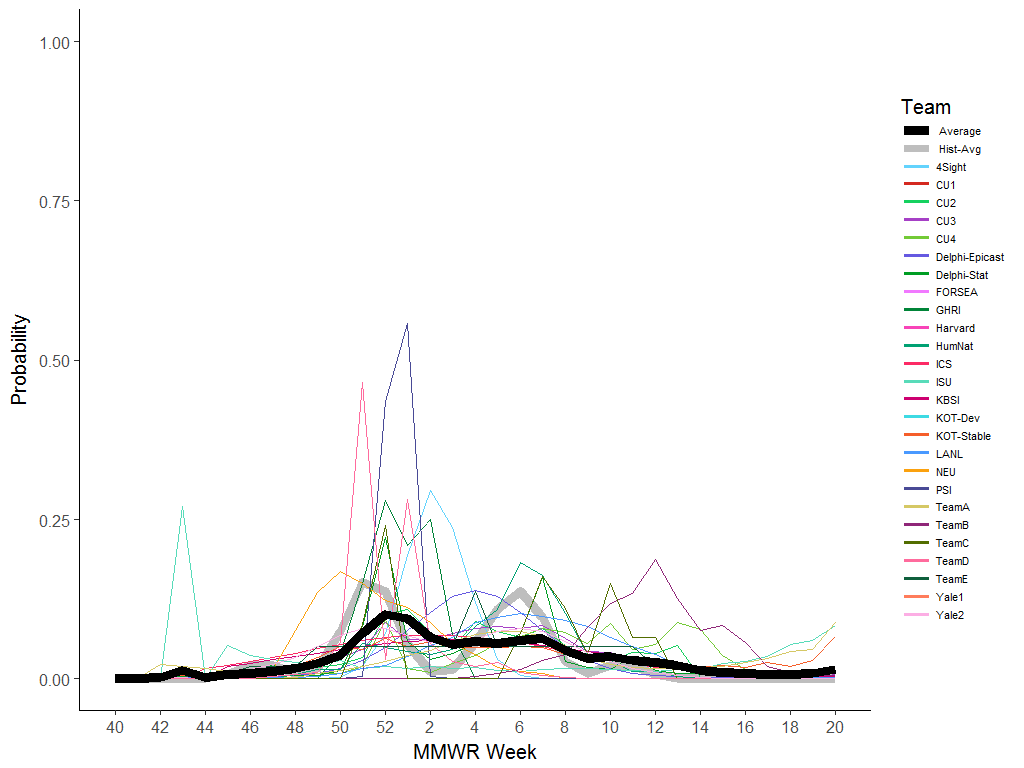 1.00
0.75
0.50
0.25
0.00
Probability
40 42 44 46 48 50 52 2 4 6 8 10 12 14 16 18 20
MMWR Week
Team
Average
Hist-Avg
4Sight
CU1
CU2
CU3
CU4
Delphi-Epicast
Delphi-Stat
FORSEA
GHRI
Harvard
HumNat
ICS
ISU
KBSI
KOT-Dev
KOT-Stable
LANL
NEU
PSI
TeamA
TeamB
TeamC
TeamD
TeamE
Yale1
Yale2